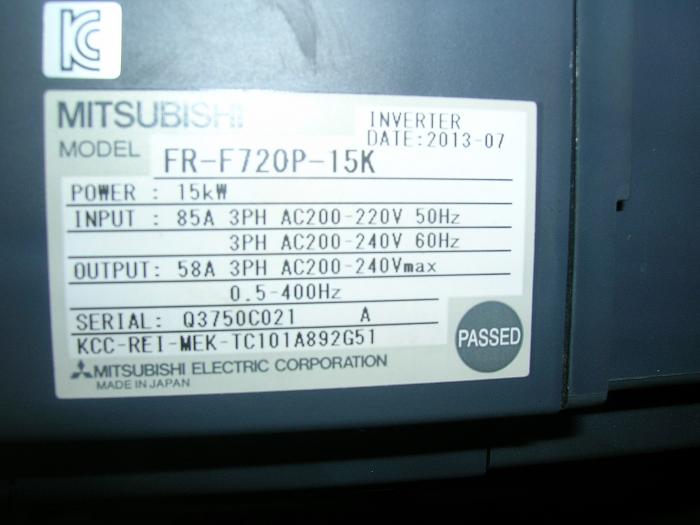 KC
MITSUBISHI
INVERTER
DATE:2013-07
MODEL FR-F720P-15K
POWER : 15kW
INPUT : 85A 3PH AC200-220V 50Hz
3PH AC200-240V 60Hz
OUTPUT: 58A 3PH AC200-240Vmax
0.5-400Hz
SERIAL: Q3750C021 A
KCC-REI-MEK-TC101A892G51
PASSED
MITSUBISHI ELECTRIC CORPORATION
MADE IN JAPAN